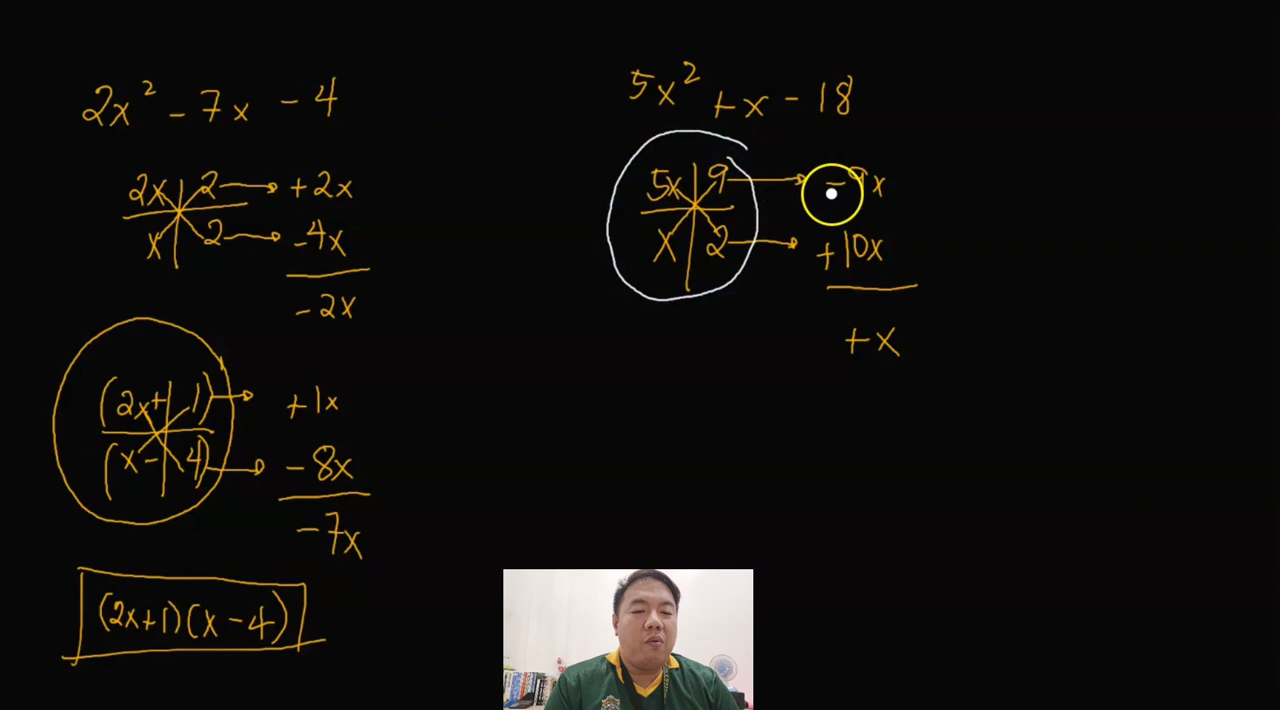 2x² - 7x - 4
2x 2 → +2x
x 2 → -4x
-2x
(2x + 1) → +1x
(x - 4) → -8x
-7x
(2x+1)(x-4)
5x² + x - 18
5x 9 → -9x
x 2 → +10x
+x